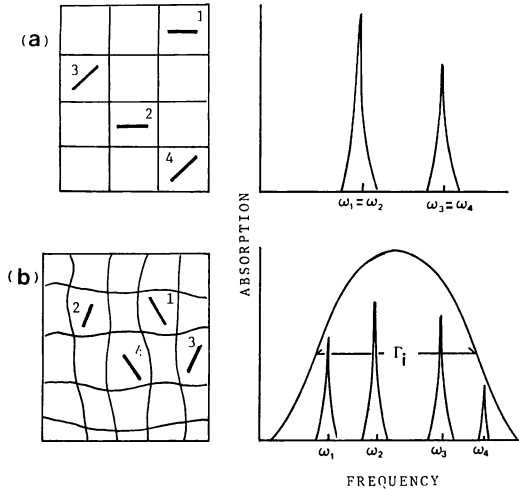 (a)
1
3
2
4
ω₁=ω₂
ω₃=ω₄
ABSORPTION
(b)
2
1
4
3
Γi
ω₁
ω₂
ω₃
ω₄
FREQUENCY